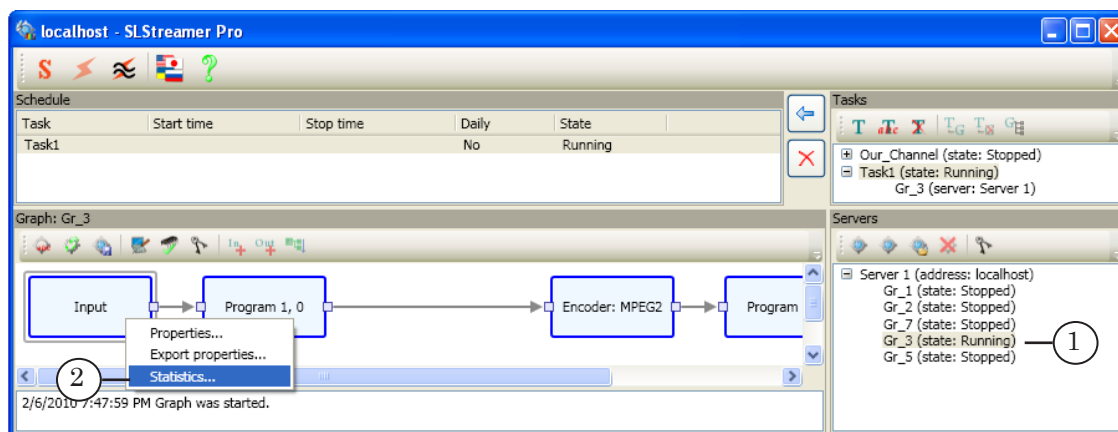 localhost - SLStreamer Pro
S
Schedule
Task Start time Stop time Daily State
Task1 No Running
Tasks
T abc T T G T G
Our_Channel (state: Stopped)
Task1 (state: Running)
Gr_3 (server: Server 1)
Graph: Gr_3
In Out
Input
Program 1, 0
Encoder: MPEG2
Program
Properties...
Export properties...
Statistics...
2
2/6/2010 7:47:59 PM Graph was started.
Servers
Server 1 (address: localhost)
Gr_1 (state: Stopped)
Gr_2 (state: Stopped)
Gr_7 (state: Stopped)
Gr_3 (state: Running)
1
Gr_5 (state: Stopped)